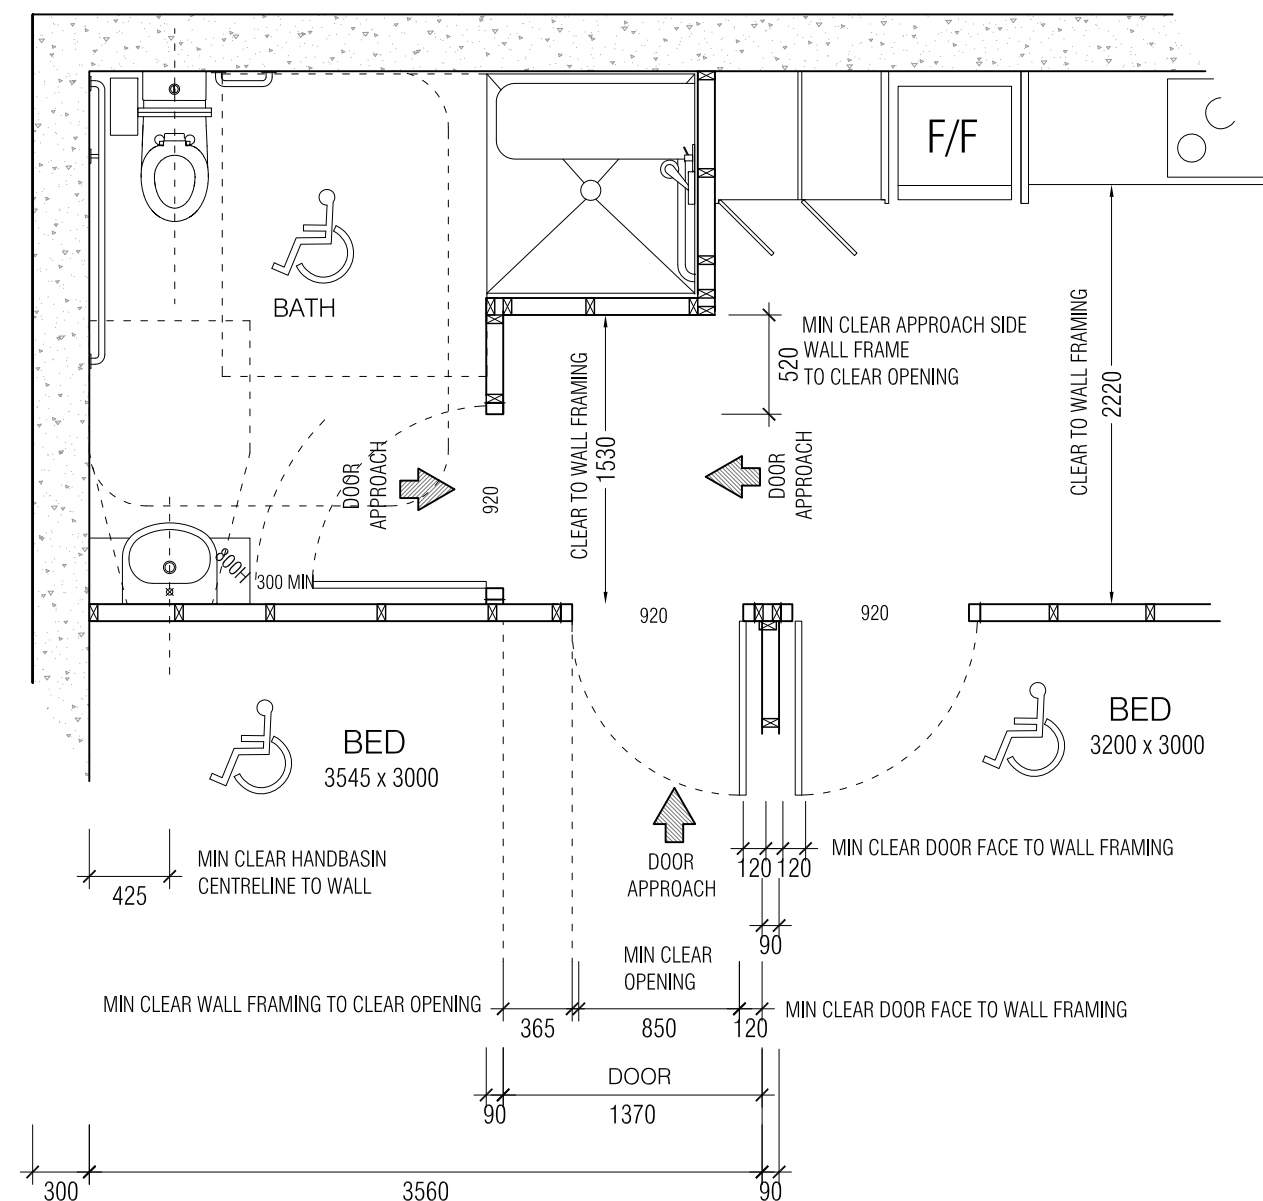 F/F
BATH
MIN CLEAR APPROACH SIDE
WALL FRAME
TO CLEAR OPENING
520
CLEAR TO WALL FRAMING
1530
CLEAR TO WALL FRAMING
2220
DOOR
APPROACH
920
DOOR
APPROACH
800H
300 MIN
920
920
BED
3545 x 3000
BED
3200 x 3000
MIN CLEAR HANDBASIN
CENTRELINE TO WALL
425
DOOR
APPROACH
120
120
MIN CLEAR DOOR FACE TO WALL FRAMING
90
MIN CLEAR
OPENING
MIN CLEAR WALL FRAMING TO CLEAR OPENING
365
850
120
MIN CLEAR DOOR FACE TO WALL FRAMING
DOOR
90
1370
300
3560
90